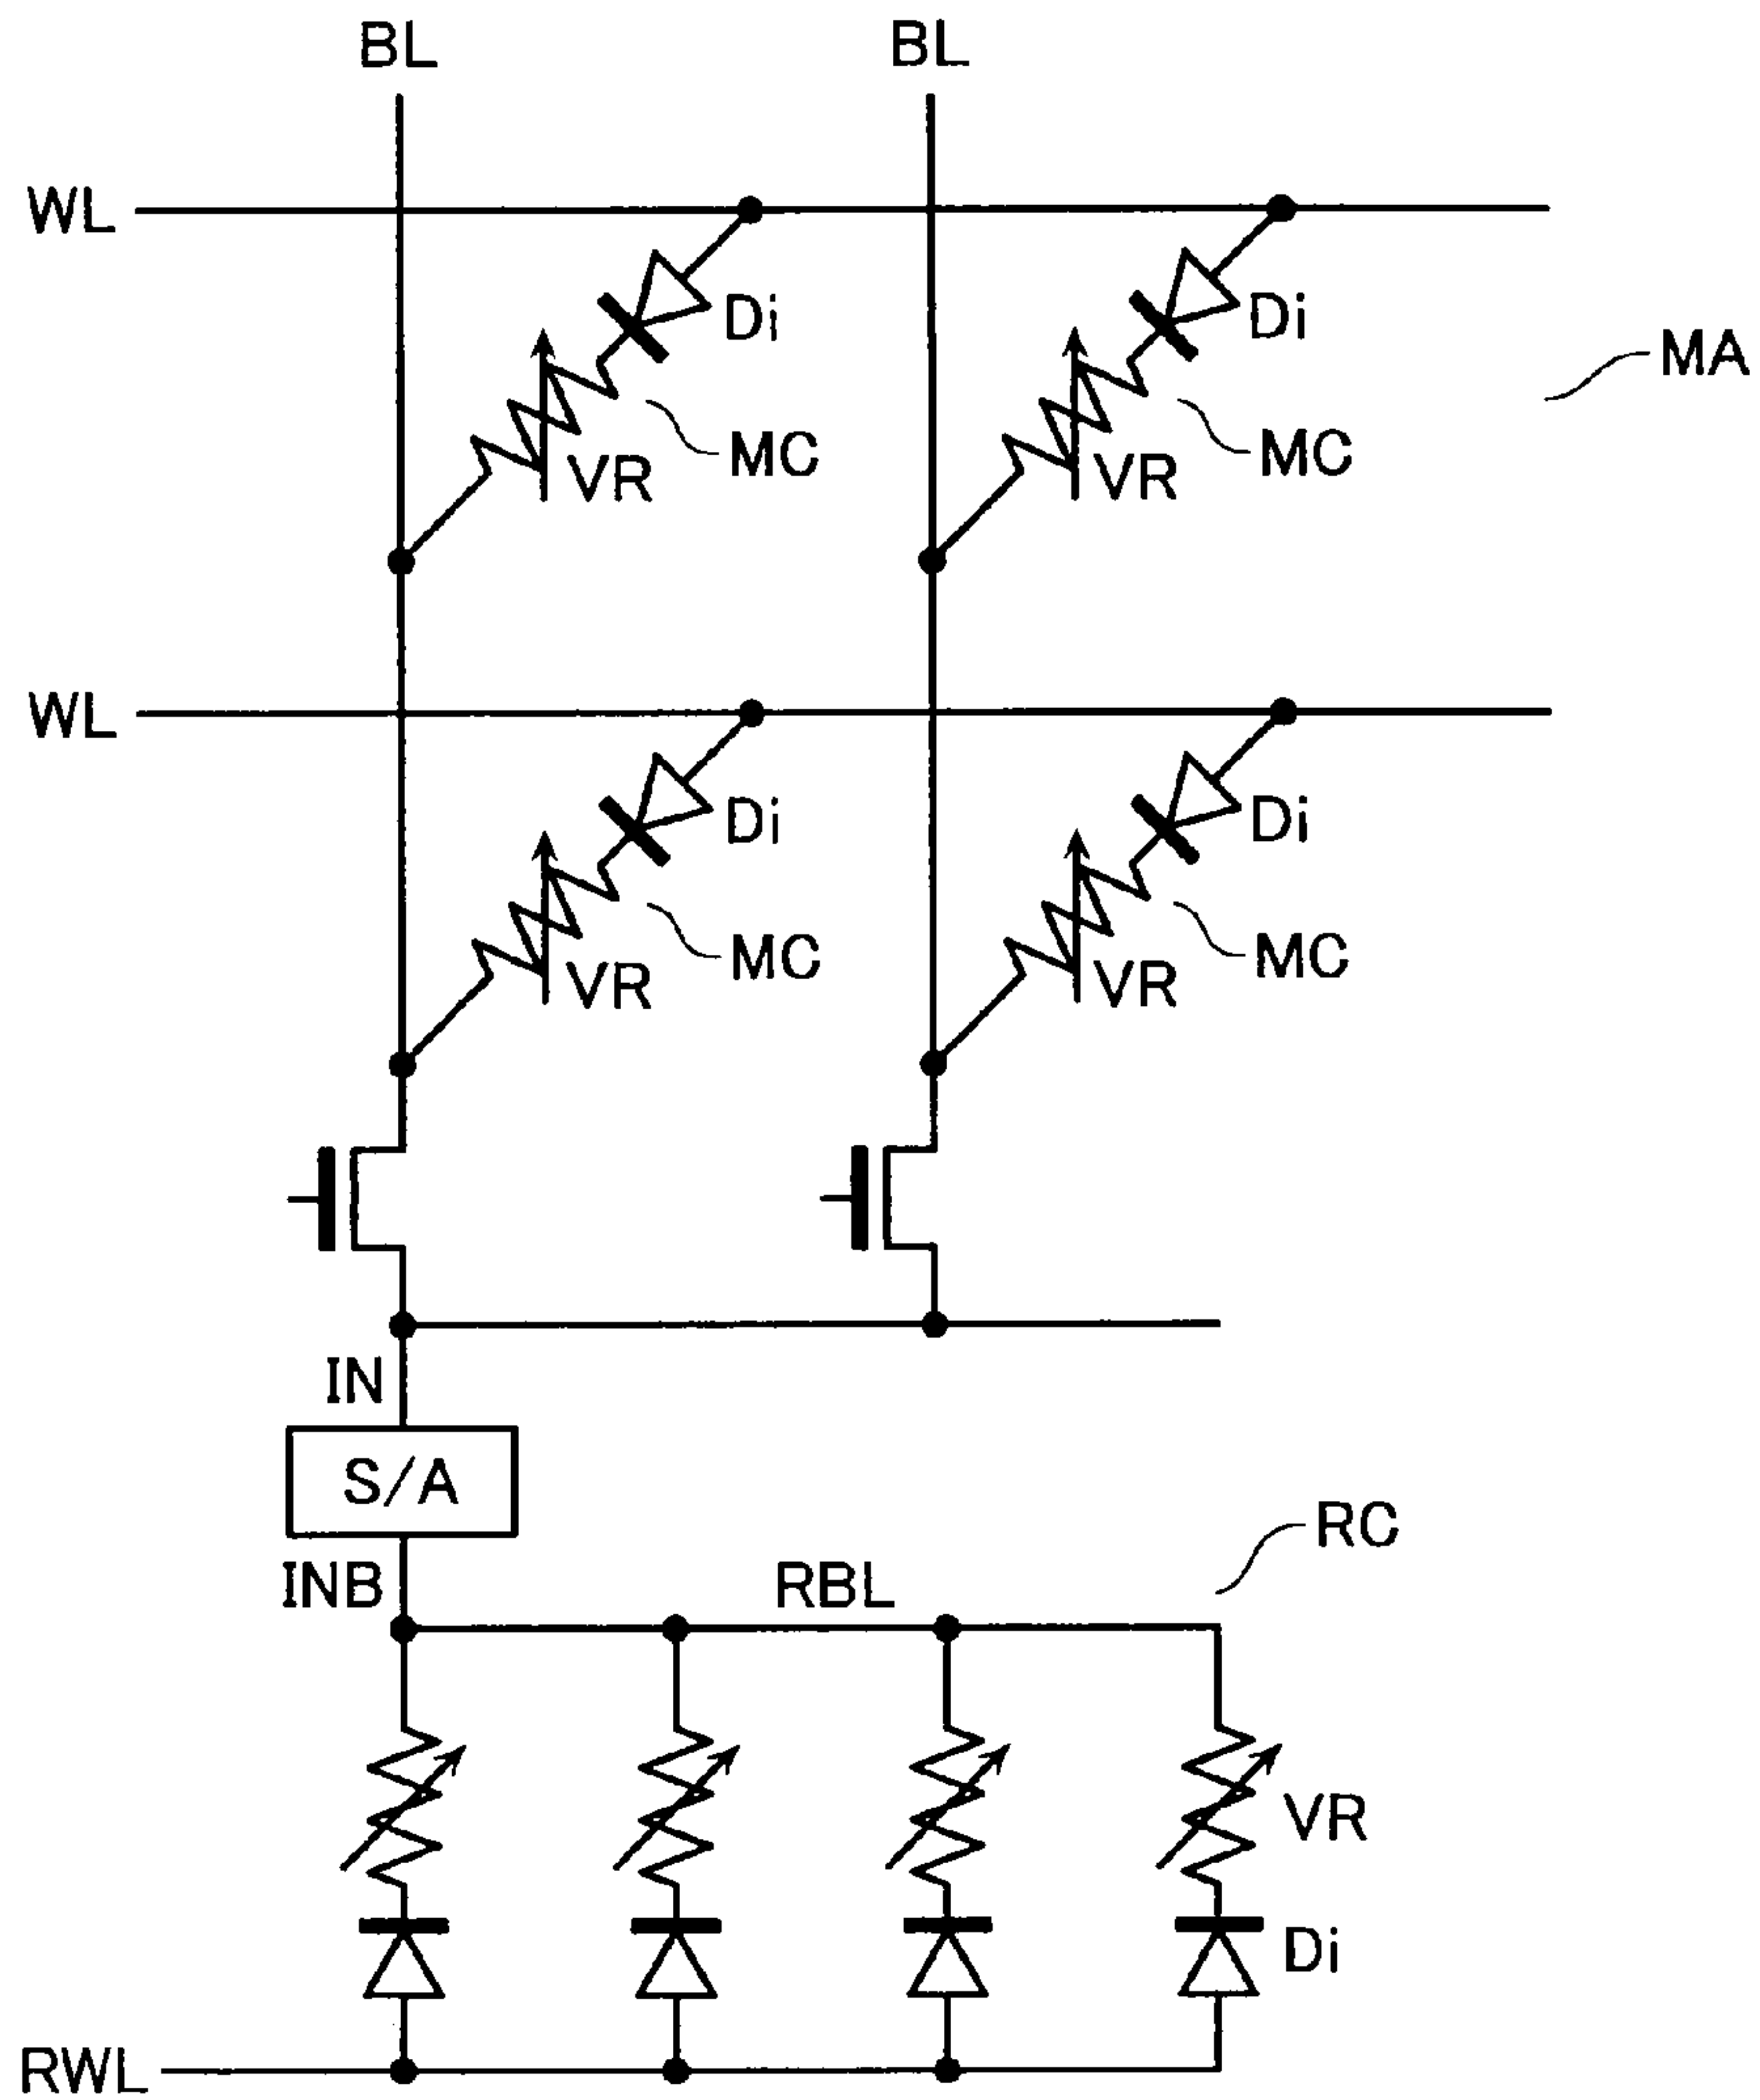 BL BL
WL
Di Di
MA
MC MC
VR VR
WL
Di Di
MC MC
VR VR
IN
S/A
RC
INB RBL
VR
Di
RWL